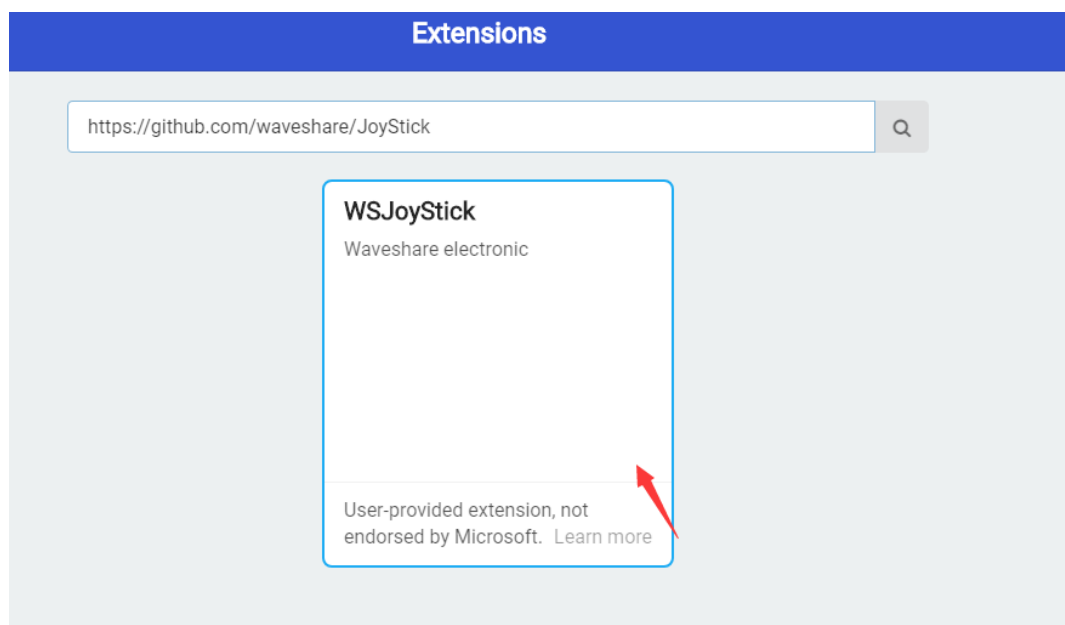 Extensions
https://github.com/waveshare/JoyStick
WSJoyStick
Waveshare electronic
User-provided extension, not
endorsed by Microsoft. Learn more